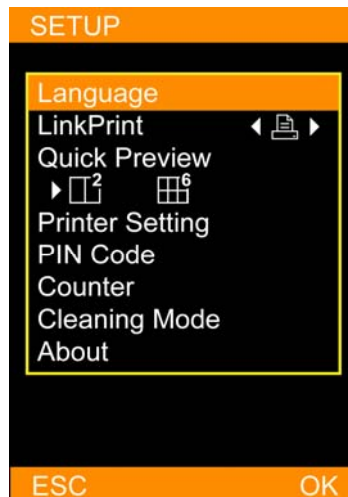 SETUP
Language
LinkPrint
Quick Preview
2 6
Printer Setting
PIN Code
Counter
Cleaning Mode
About
ESC OK